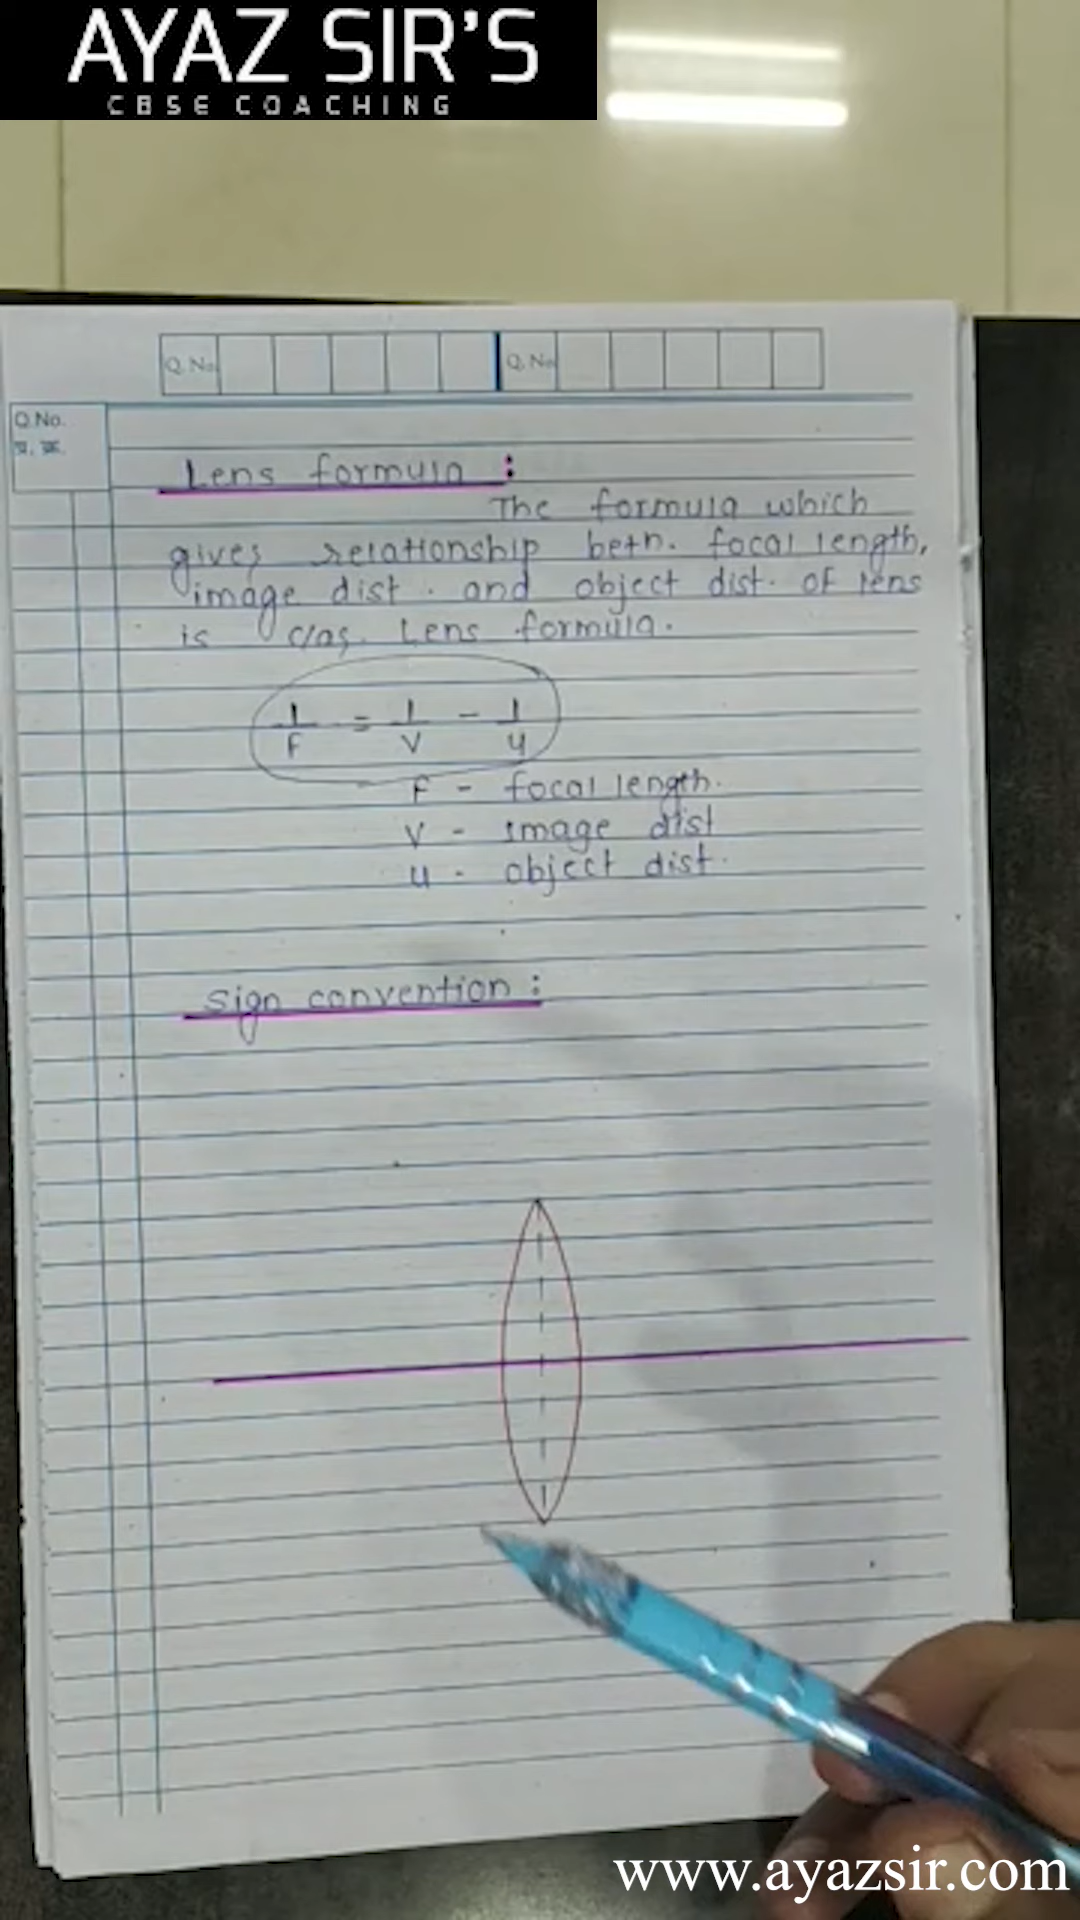 AYAZ SIR'S
CBSE COACHING
Q.No. Q.No
Q.No.
प्र. क्र.
Lens formula :
The formula which
gives relationship betn. focal length,
image dist. and object dist. of lens
is c/as. Lens formula.
1/F = 1/V - 1/u
F - focal length.
V - image dist
u - object dist.
sign convention :
www.ayazsir.com